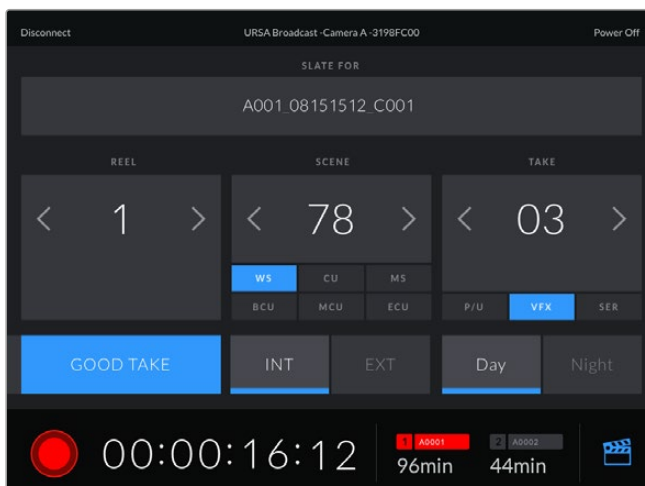 Disconnect URSA Broadcast -Camera A -3198FC00 Power Off
SLATE FOR
A001_08151512_C001
REEL SCENE TAKE
< 1 > < 78 > < 03 >
WS CU MS
BCU MCU ECU P/U VFX SER
GOOD TAKE INT EXT Day Night
00:00:16:12 1 A0001 2 A0002
96min 44min